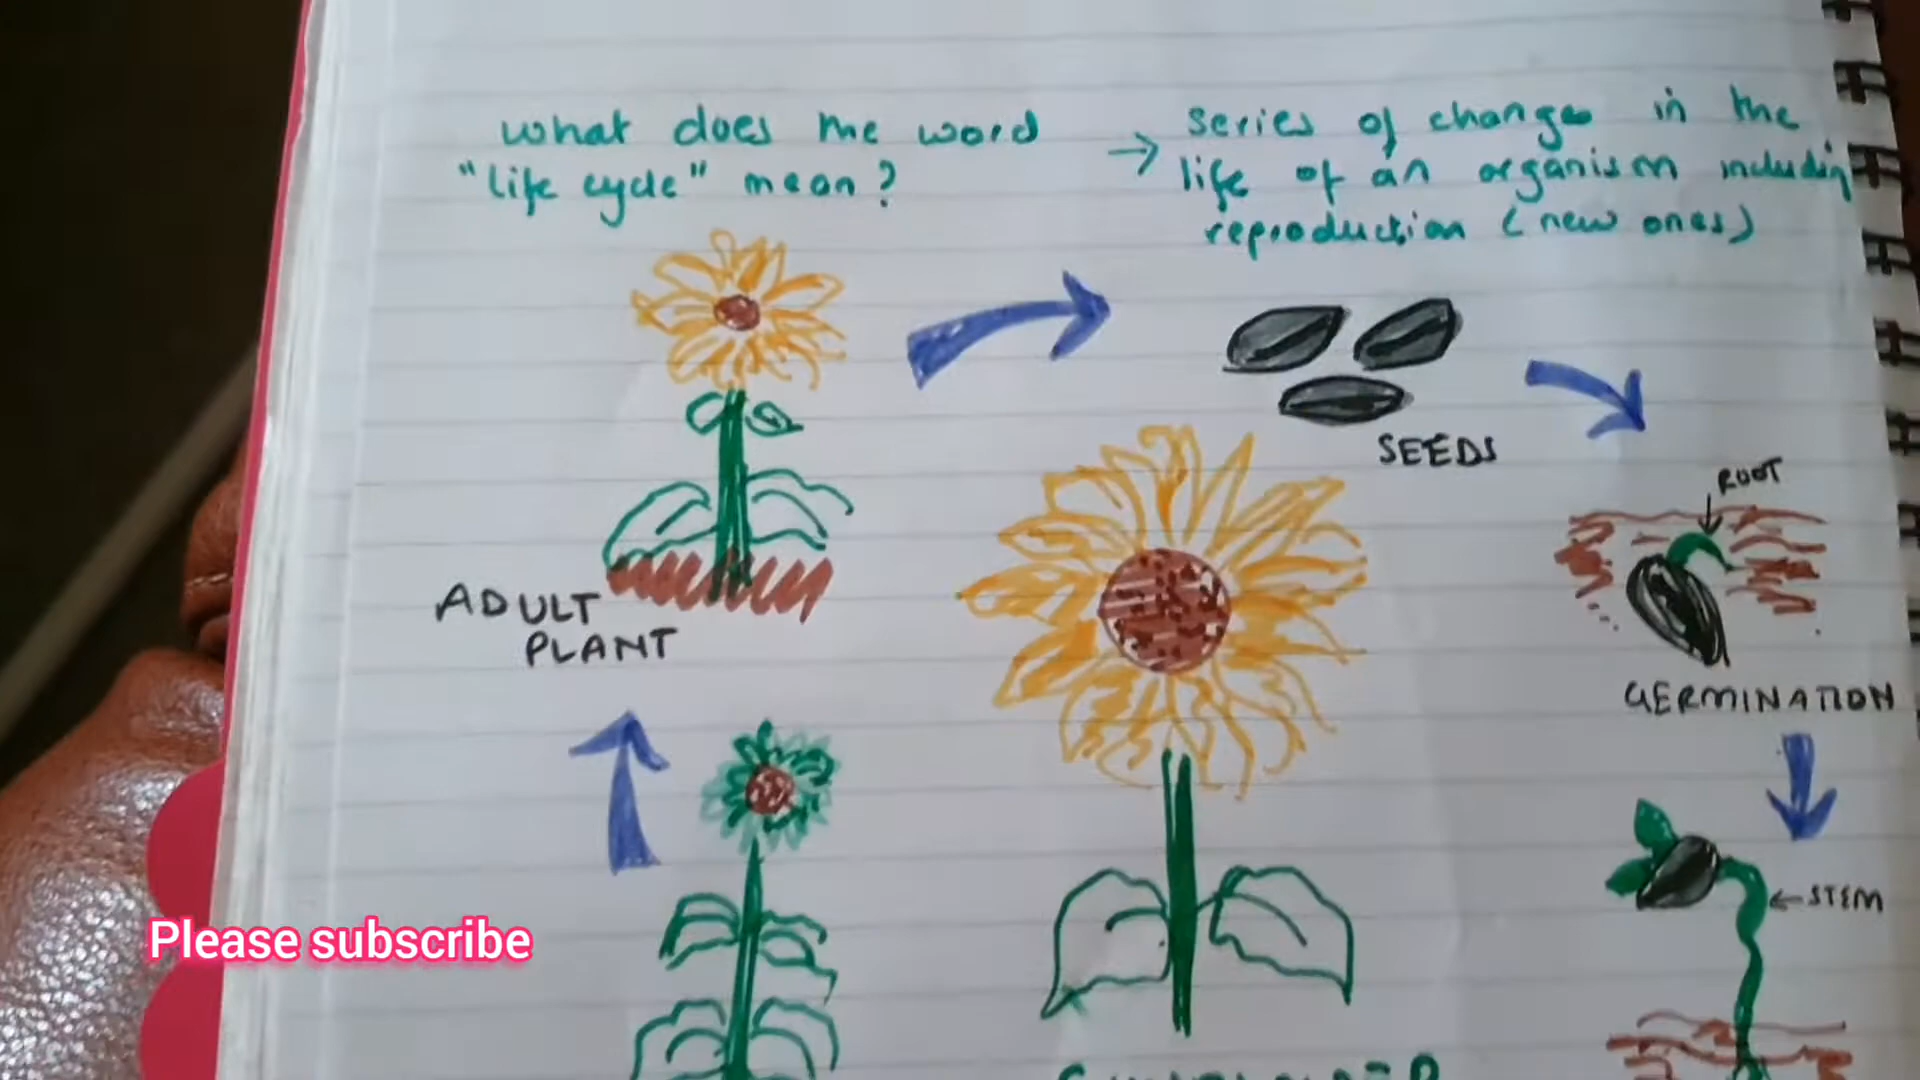 what does the word
"life cycle" mean?
→ series of changes in the
life of an organism including
reproduction (new ones)
SEEDS
ROOT
ADULT
PLANT
GERMINATION
←STEM
Please subscribe